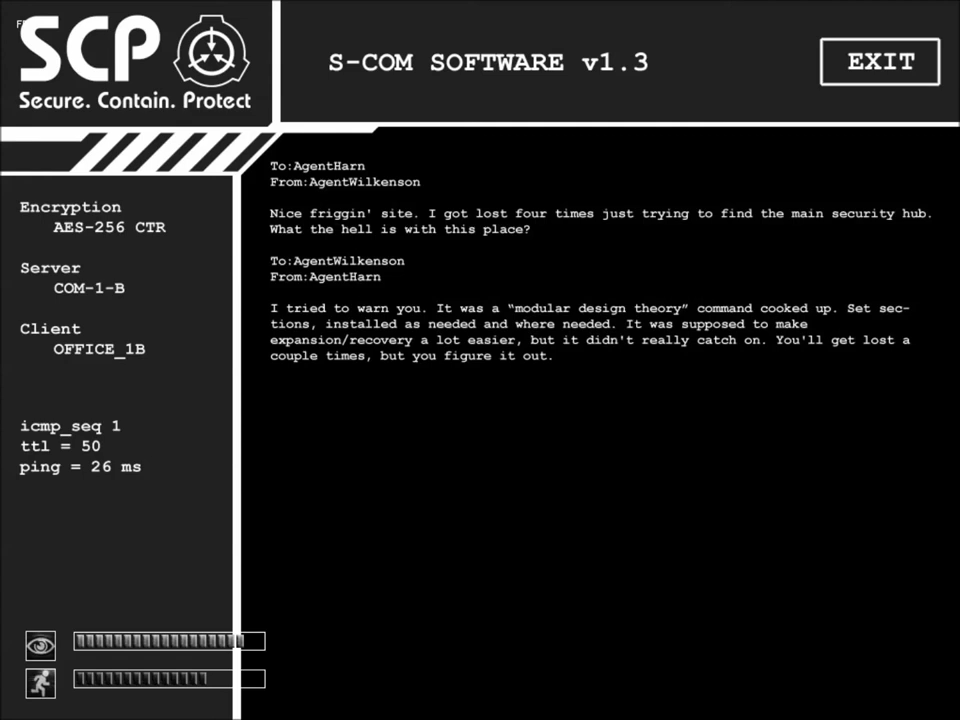 SCP
Secure. Contain. Protect
S-COM SOFTWARE v1.3
EXIT
Encryption
AES-256 CTR
Server
COM-1-B
Client
OFFICE_1B
icmp_seq 1
ttl = 50
ping = 26 ms
To:AgentHarn
From:AgentWilkenson
Nice friggin' site. I got lost four times just trying to find the main security hub.
What the hell is with this place?
To:AgentWilkenson
From:AgentHarn
I tried to warn you. It was a “modular design theory” command cooked up. Set sec-
tions, installed as needed and where needed. It was supposed to make
expansion/recovery a lot easier, but it didn't really catch on. You'll get lost a
couple times, but you figure it out.